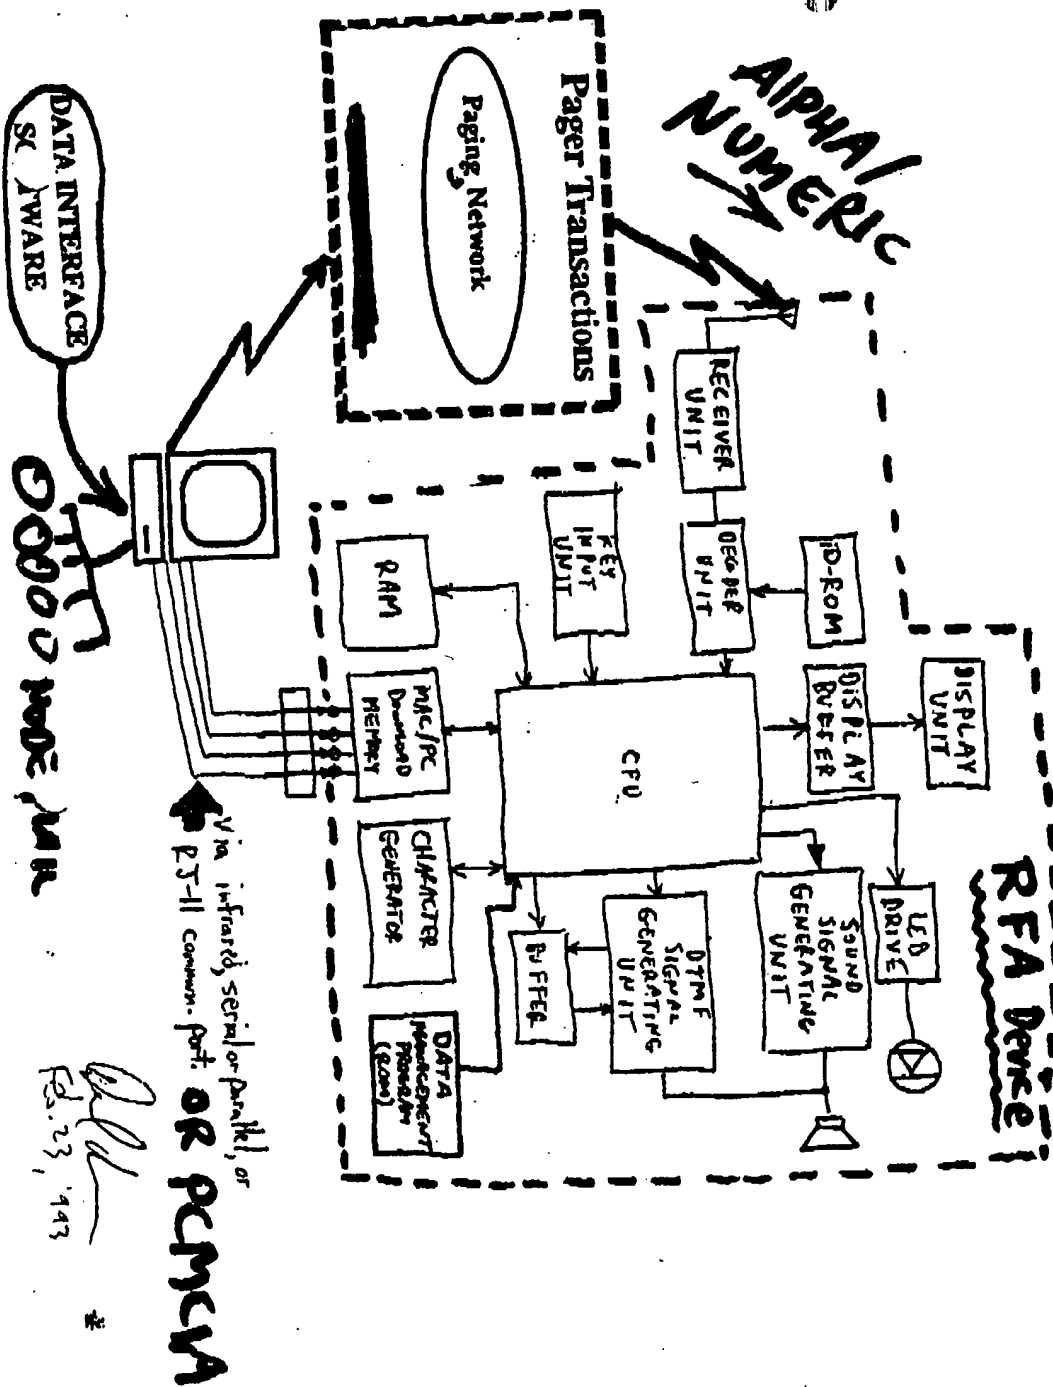 ALPHA/
NUMERIC
Pager Transactions
Paging Network
DATA INTERFACE
RFA Device
RECEIVER
UNIT
DECODER
UNIT
ID-ROM
KEY
INPUT
UNIT
RAM
DISPLAY
BUFFER
DISPLAY
UNIT
CPU
MAC/PC
Download
MEMORY
CHARACTER
GENERATOR
LED
DRIVE
SOUND
SIGNAL
GENERATING
UNIT
DTMF
SIGNAL
GENERATING
UNIT
BUFFER
DATA
MANAGEMENT
PROGRAM
(ROM)
Via infrared, serial or parallel, or
RJ-11 commun. port. OR PCMCIA
Feb. 23, 1993